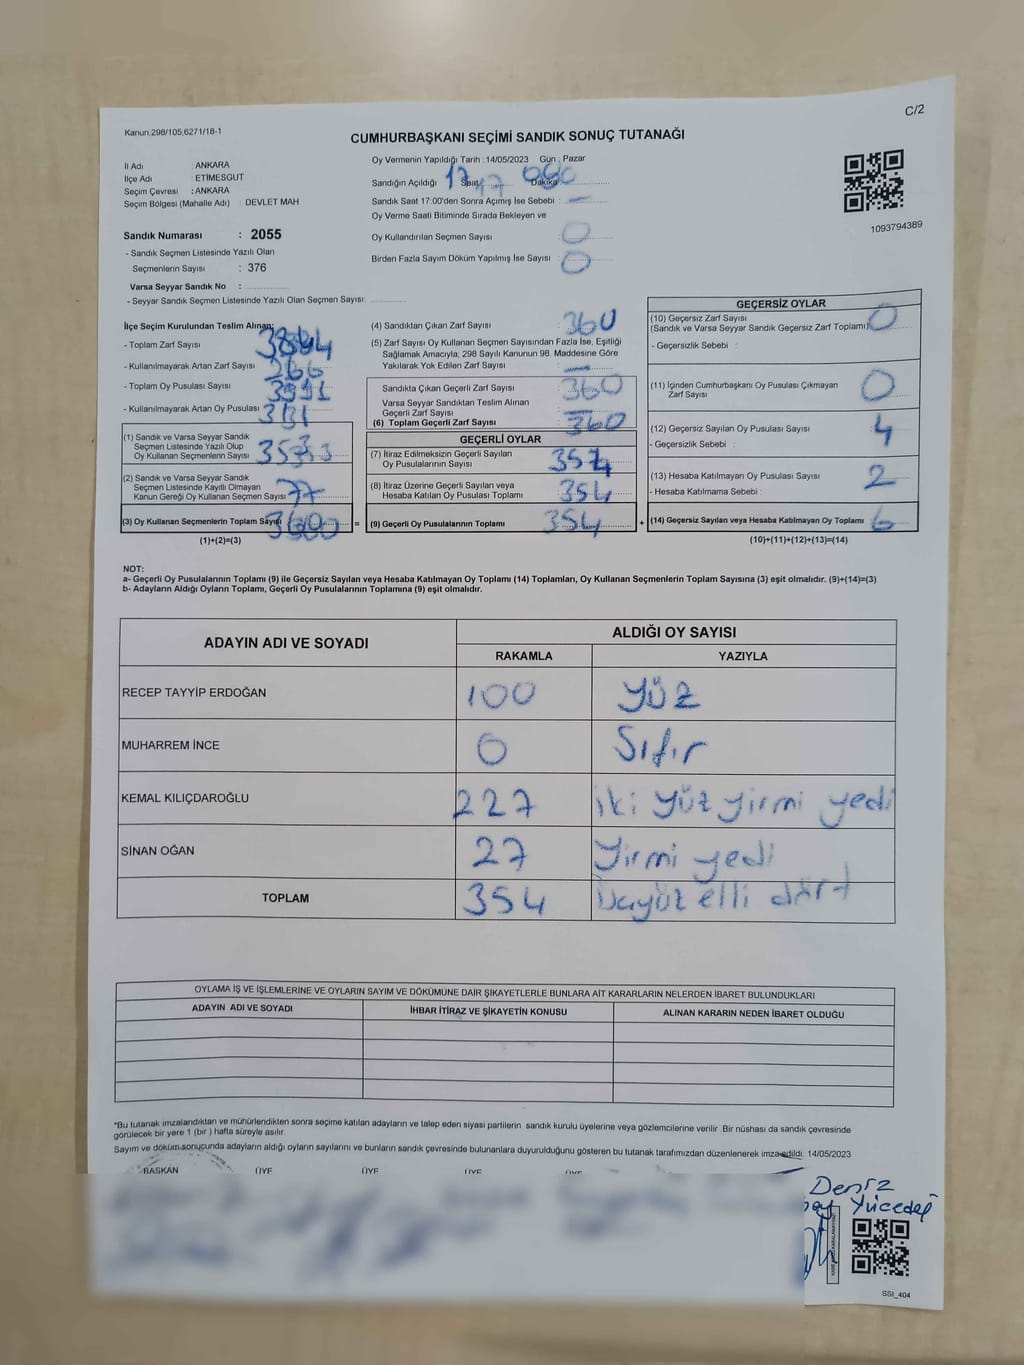 C/2
Kanun:298/105,6271/18-1
CUMHURBAŞKANI SEÇİMİ SANDIK SONUÇ TUTANAĞI
İl Adı : ANKARA
İlçe Adı : ETİMESGUT
Seçim Çevresi : ANKARA
Seçim Bölgesi (Mahalle Adı) : DEVLET MAH
Sandık Numarası : 2055
- Sandık Seçmen Listesinde Yazılı Olan
Seçmenlerin Sayısı : 376
Varsa Seyyar Sandık No :
- Seyyar Sandık Seçmen Listesinde Yazılı Olan Seçmen Sayısı:
Oy Vermenin Yapıldığı Tarih :14/05/2023 Gün : Pazar
Sandığın Açıldığı 17 Saat Dakika
Sandık Saat 17.00'den Sonra Açımış İse Sebebi : —
Oy Verme Saati Bitiminde Sırada Bekleyen ve
Oy Kullandırılan Seçmen Sayısı : 0
Birden Fazla Sayım Döküm Yapılmış İse Sayısı : 0
1093794389
İlçe Seçim Kurulundan Teslim Alınan:
- Toplam Zarf Sayısı
- Kullanılmayarak Artan Zarf Sayısı
- Toplam Oy Pusulası Sayısı
- Kullanılmayarak Artan Oy Pusulası
(1) Sandık ve Varsa Seyyar Sandık
Seçmen Listesinde Yazılı Olup
Oy Kullanan Seçmenlerin Sayısı
(2) Sandık ve Varsa Seyyar Sandık
Seçmen Listesinde Kayıtlı Olmayan
Kanun Gereği Oy Kullanan Seçmen Sayısı
(3) Oy Kullanan Seçmenlerin Toplam Sayısı
(1)+(2)=(3)
(4) Sandıktan Çıkan Zarf Sayısı : 360
(5) Zarf Sayısı Oy Kullanan Seçmen Sayısından Fazla İse, Eşitliği
Sağlamak Amacıyla; 298 Sayılı Kanunun 98. Maddesine Göre
Yakılarak Yok Edilen Zarf Sayısı : —
Sandıkta Çıkan Geçerli Zarf Sayısı : 360
Varsa Seyyar Sandıktan Teslim Alınan
Geçerli Zarf Sayısı : —
(6) Toplam Geçerli Zarf Sayısı : 360
GEÇERLİ OYLAR
(7) İtiraz Edilmeksizin Geçerli Sayılan
Oy Pusulalarının Sayısı 354
(8) İtiraz Üzerine Geçerli Sayılan veya
Hesaba Katılan Oy Pusulası Toplamı 354
= (9) Geçerli Oy Pusulalarının Toplamı 354 +
GEÇERSİZ OYLAR
(10) Geçersiz Zarf Sayısı
(Sandık ve Varsa Seyyar Sandık Geçersiz Zarf Toplamı) 0
- Geçersizlik Sebebi :
(11) İçinden Cumhurbaşkanı Oy Pusulası Çıkmayan
Zarf Sayısı 0
(12) Geçersiz Sayılan Oy Pusulası Sayısı 4
- Geçersizlik Sebebi :
(13) Hesaba Katılmayan Oy Pusulası Sayısı 2
- Hesaba Katılmama Sebebi :
(14) Geçersiz Sayılan veya Hesaba Katılmayan Oy Toplamı 6
(10)+(11)+(12)+(13)=(14)
NOT:
a- Geçerli Oy Pusulalarının Toplamı (9) ile Geçersiz Sayılan veya Hesaba Katılmayan Oy Toplamı (14) Toplamları, Oy Kullanan Seçmenlerin Toplam Sayısına (3) eşit olmalıdır. (9)+(14)=(3)
b- Adayların Aldığı Oyların Toplamı, Geçerli Oy Pusulalarının Toplamına (9) eşit olmalıdır.
ADAYIN ADI VE SOYADI
ALDIĞI OY SAYISI
RAKAMLA YAZIYLA
RECEP TAYYİP ERDOĞAN 100 yüz
MUHARREM İNCE 0 Sıfır
KEMAL KILIÇDAROĞLU 227 iki yüz yirmi yedi
SİNAN OĞAN 27 Yirmi yedi
TOPLAM 354 elli dört
OYLAMA İŞ VE İŞLEMLERİNE VE OYLARIN SAYIM VE DÖKÜMÜNE DAİR ŞİKAYETLERLE BUNLARA AİT KARARLARIN NELERDEN İBARET BULUNDUKLARI
ADAYIN ADI VE SOYADI İHBAR İTİRAZ VE ŞİKAYETİN KONUSU ALINAN KARARIN NEDEN İBARET OLDUĞU
*Bu tutanak imzalandıktan ve mühürlendikten sonra seçime katılan adayların ve talep eden siyasi partilerin sandık kurulu üyelerine veya gözlemcilerine verilir. Bir nüshası da sandık çevresinde
görülecek bir yere 1 (bir ) hafta süreyle asılır.
Sayım ve döküm sonucunda adayların aldığı oyların sayılarını ve bunların sandık çevresinde bulunanlara duyurulduğunu gösteren bu tutanak tarafımızdan düzenlenerek imza edildi. 14/05/2023
BAŞKAN ÜYE ÜYE ÜYE
Deniz
SSI_404